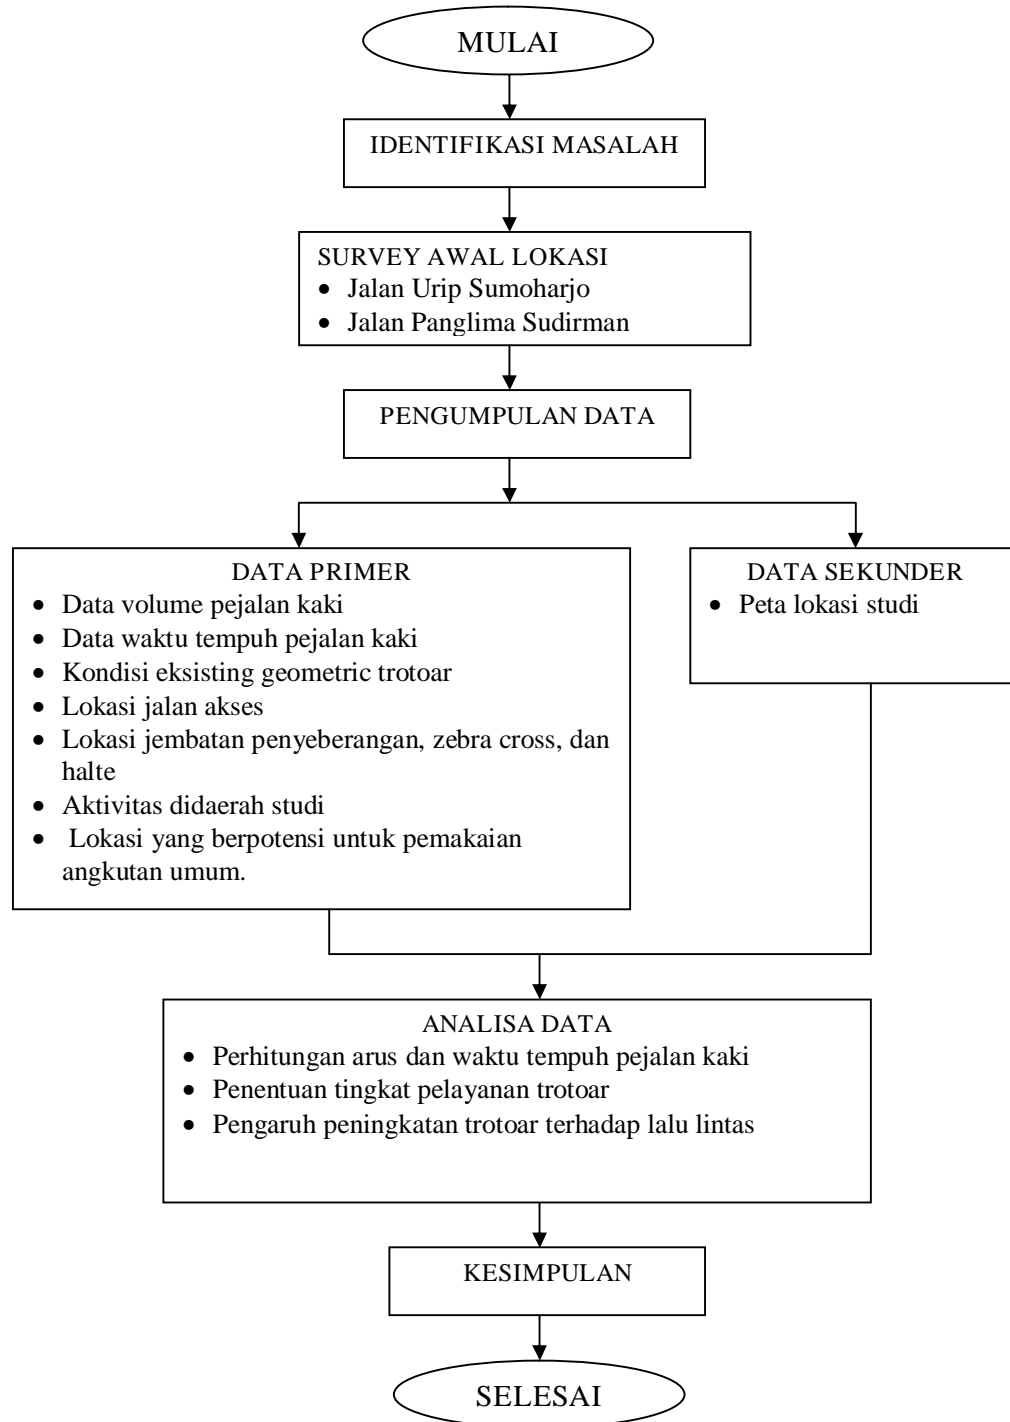 MULAI
IDENTIFIKASI MASALAH
SURVEY AWAL LOKASI
• Jalan Urip Sumoharjo
• Jalan Panglima Sudirman
PENGUMPULAN DATA
DATA PRIMER
• Data volume pejalan kaki
• Data waktu tempuh pejalan kaki
• Kondisi eksisting geometric trotoar
• Lokasi jalan akses
• Lokasi jembatan penyeberangan, zebra cross, dan
halte
• Aktivitas didaerah studi
• Lokasi yang berpotensi untuk pemakaian
angkutan umum.
DATA SEKUNDER
• Peta lokasi studi
ANALISA DATA
• Perhitungan arus dan waktu tempuh pejalan kaki
• Penentuan tingkat pelayanan trotoar
• Pengaruh peningkatan trotoar terhadap lalu lintas
KESIMPULAN
SELESAI